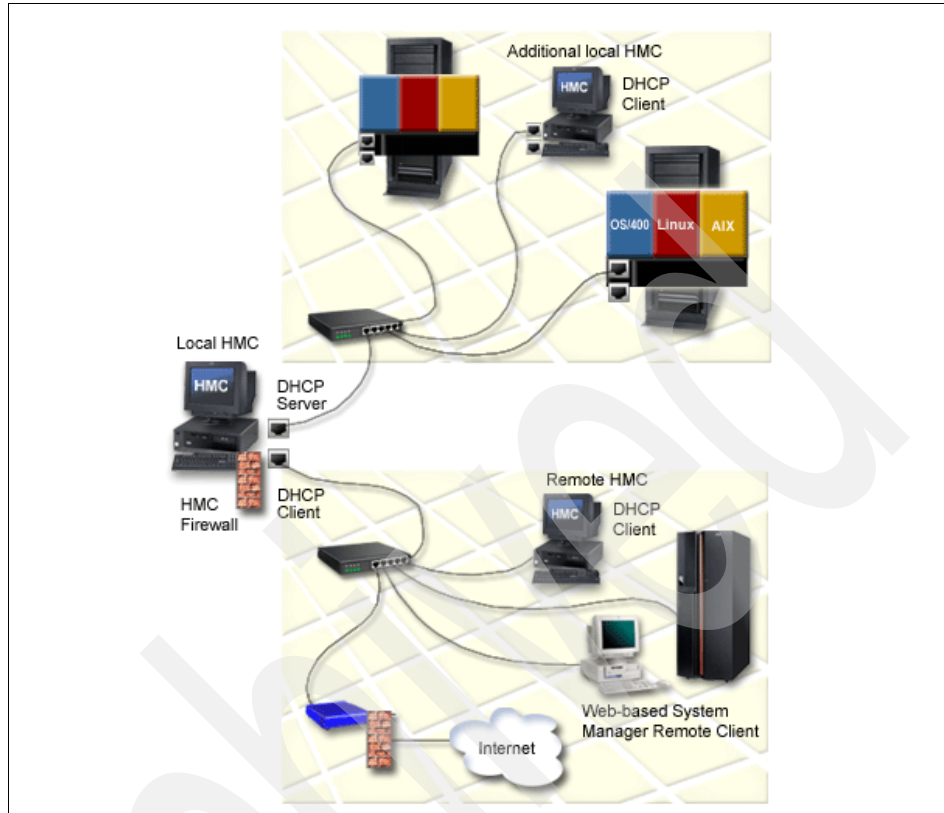 Additional local HMC
HMC
DHCP
Client
OS/400 Linux AIX
Local HMC
HMC
DHCP
Server
HMC
Firewall
DHCP
Client
Remote HMC
HMC
DHCP
Client
Web-based System
Manager Remote Client
Internet